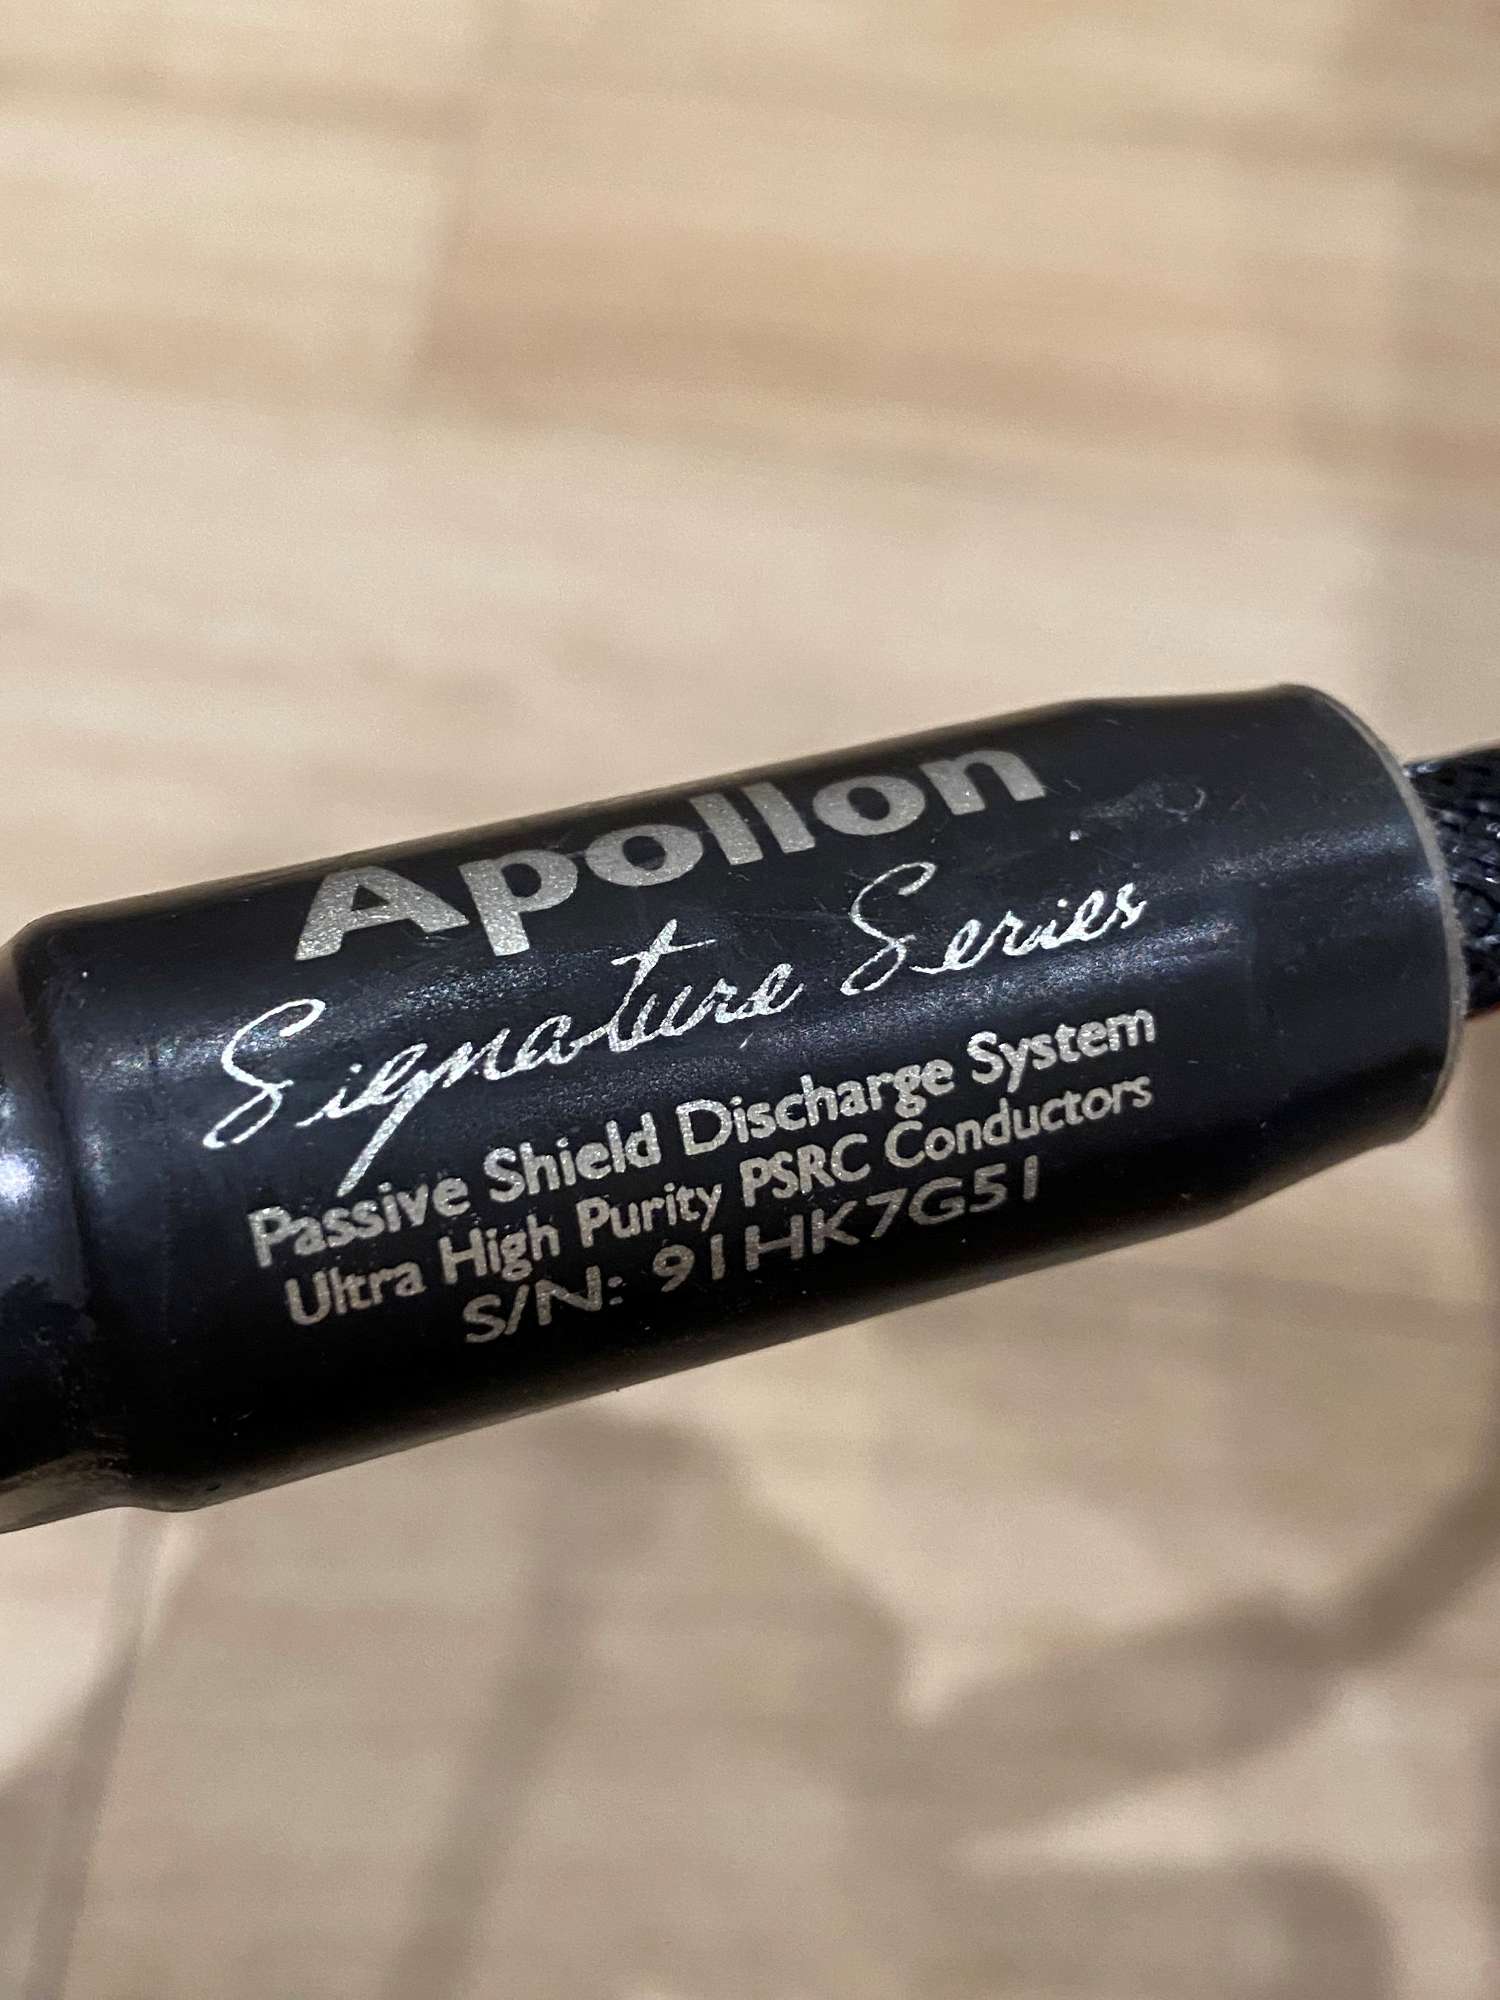 Apollon
Signature Series
Passive Shield Discharge System
Ultra High Purity PSRC Conductors
S/N: 91HK7G51